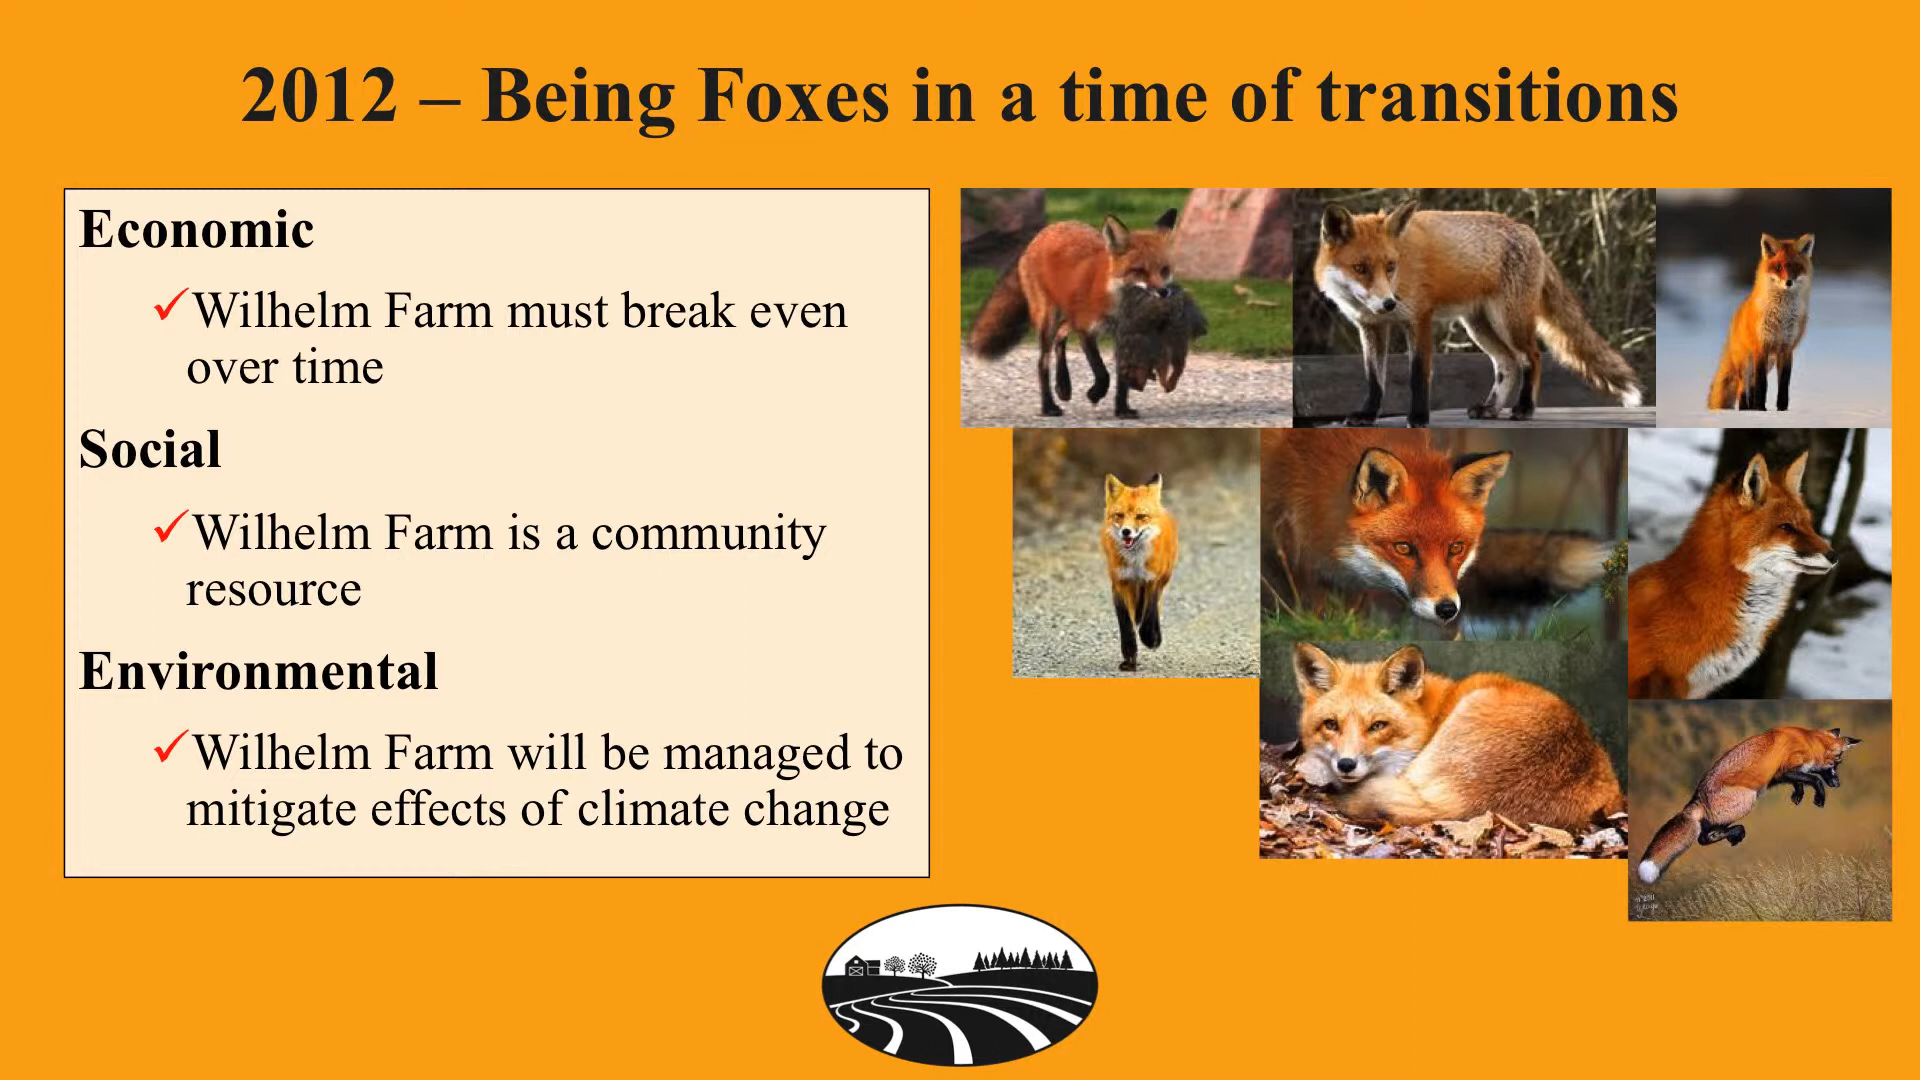 2012 – Being Foxes in a time of transitions
Economic
✓Wilhelm Farm must break even
over time
Social
✓Wilhelm Farm is a community
resource
Environmental
✓Wilhelm Farm will be managed to
mitigate effects of climate change